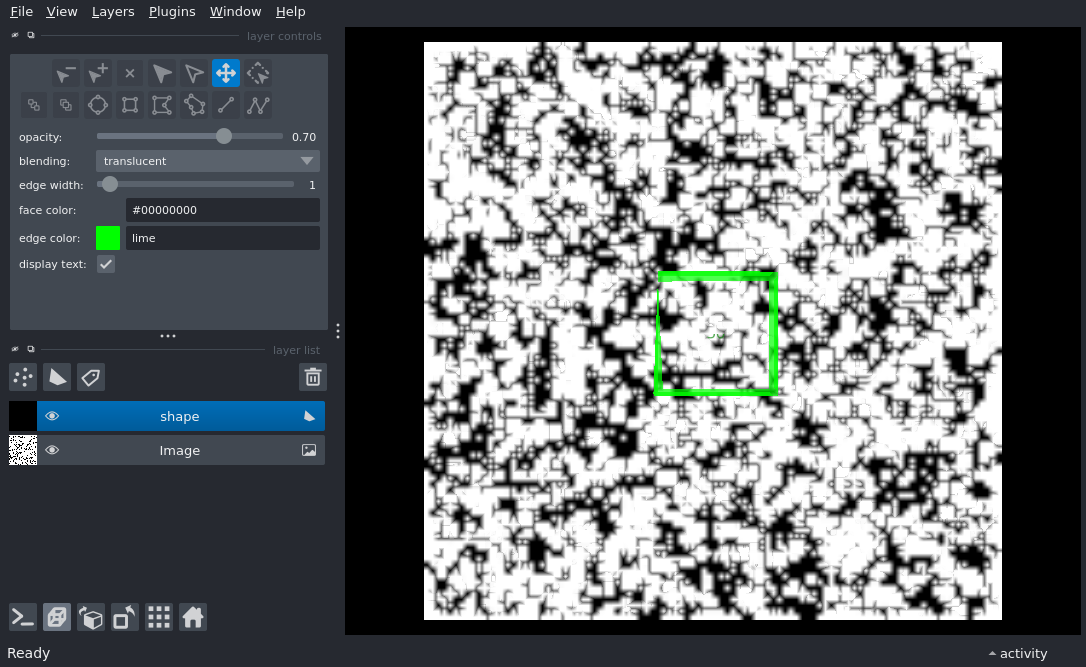 File View Layers Plugins Window Help
layer controls
opacity: 0.70
blending: translucent
edge width: 1
face color: #00000000
edge color: lime
display text:
layer list
shape
Image
Ready activity